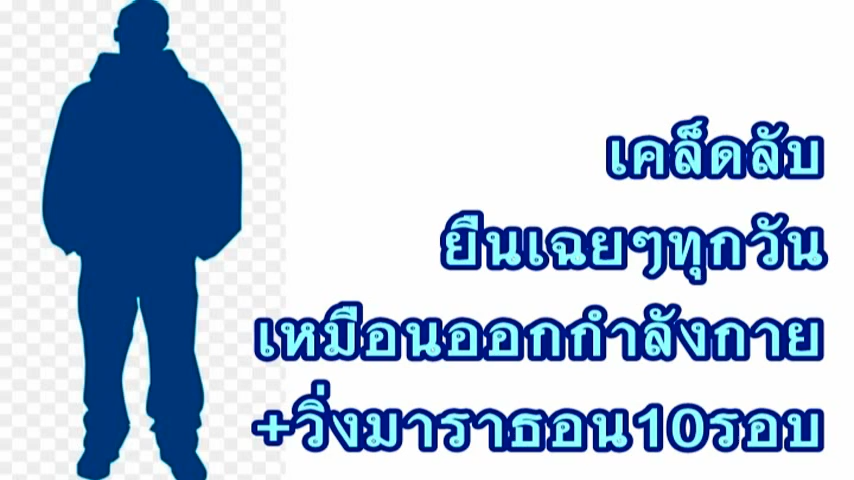 เคล็ดลับ
ยืนเฉยๆทุกวัน
เหมือนออกกำลังกาย
+วิ่งมาราธอน10รอบ